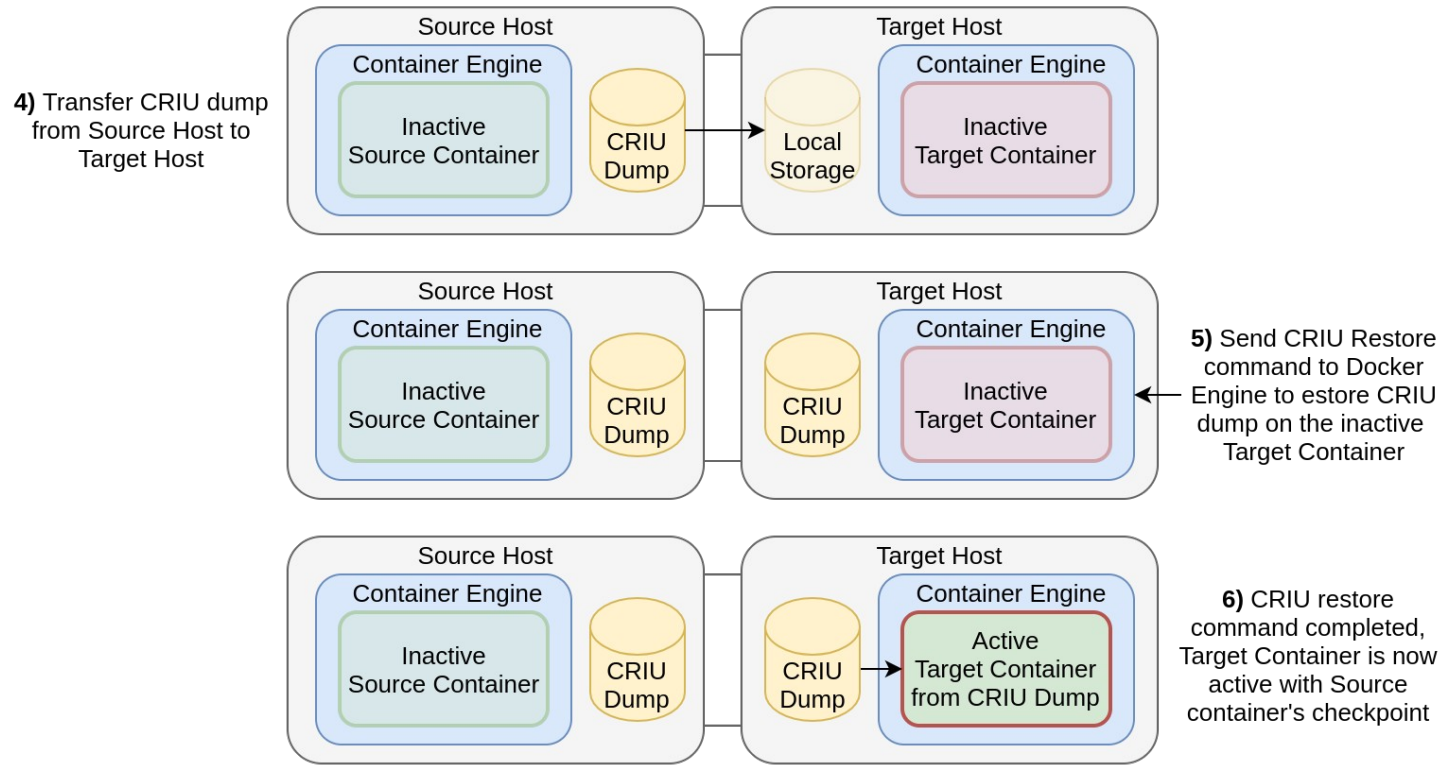 Source Host
Target Host
Container Engine
Container Engine
4) Transfer CRIU dump
from Source Host to
Target Host
Inactive
Source Container
CRIU
Dump
Local
Storage
Inactive
Target Container
Source Host
Target Host
Container Engine
Container Engine
Inactive
Source Container
CRIU
Dump
CRIU
Dump
Inactive
Target Container
5) Send CRIU Restore
command to Docker
Engine to estore CRIU
dump on the inactive
Target Container
Source Host
Target Host
Container Engine
Container Engine
Inactive
Source Container
CRIU
Dump
CRIU
Dump
Active
Target Container
from CRIU Dump
6) CRIU restore
command completed,
Target Container is now
active with Source
container's checkpoint